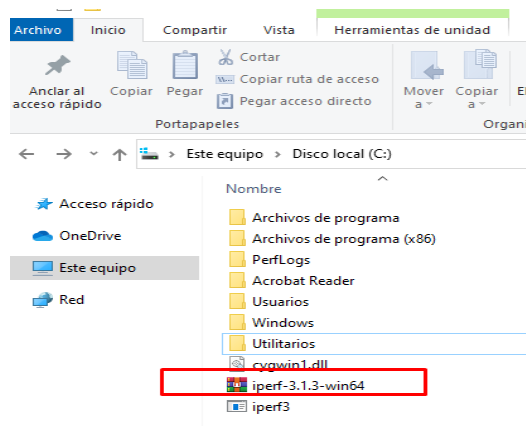 Archivo Inicio Compartir Vista Herramientas de unidad
Cortar
Copiar ruta de acceso
Pegar acceso directo
Anclar al acceso rápido
Copiar
Pegar
Mover a
Copiar a
Portapapeles
Organi
Este equipo > Disco local (C:)
Acceso rápido
OneDrive
Este equipo
Red
Nombre
Archivos de programa
Archivos de programa (x86)
PerfLogs
Acrobat Reader
Usuarios
Windows
Utilitarios
cygwin1.dll
iperf-3.1.3-win64
iperf3